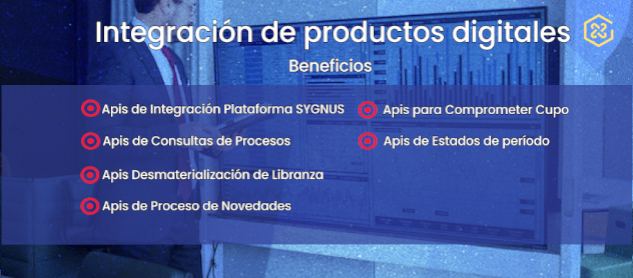 Integración de productos digitales
Beneficios
Apis de Integración Plataforma SYGNUS
Apis de Consultas de Procesos
Apis Desmaterialización de Libranza
Apis de Proceso de Novedades
Apis para Comprometer Cupo
Apis de Estados de período